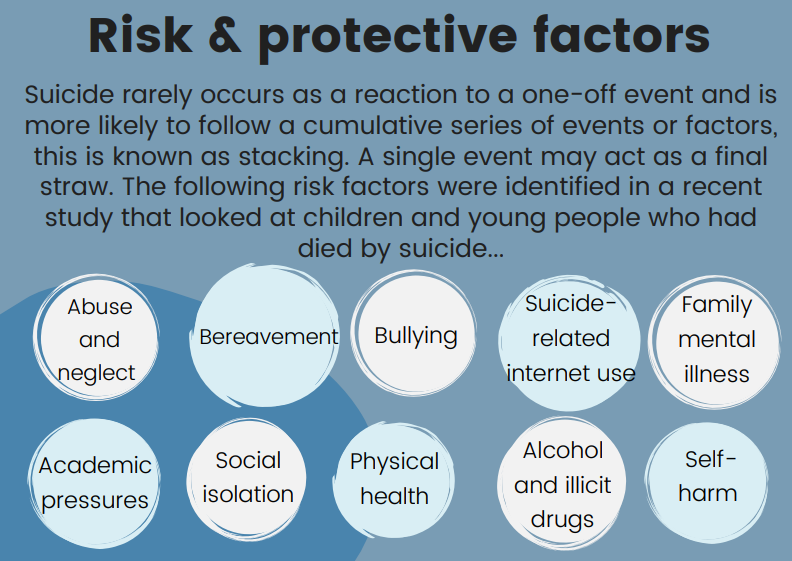 Risk & protective factors
Suicide rarely occurs as a reaction to a one-off event and is
more likely to follow a cumulative series of events or factors,
this is known as stacking. A single event may act as a final
straw. The following risk factors were identified in a recent
study that looked at children and young people who had
died by suicide...
Abuse
and
neglect
Bereavement
Bullying
Suicide-
related
internet use
Family
mental
illness
Academic
pressures
Social
isolation
Physical
health
Alcohol
and illicit
drugs
Self-
harm